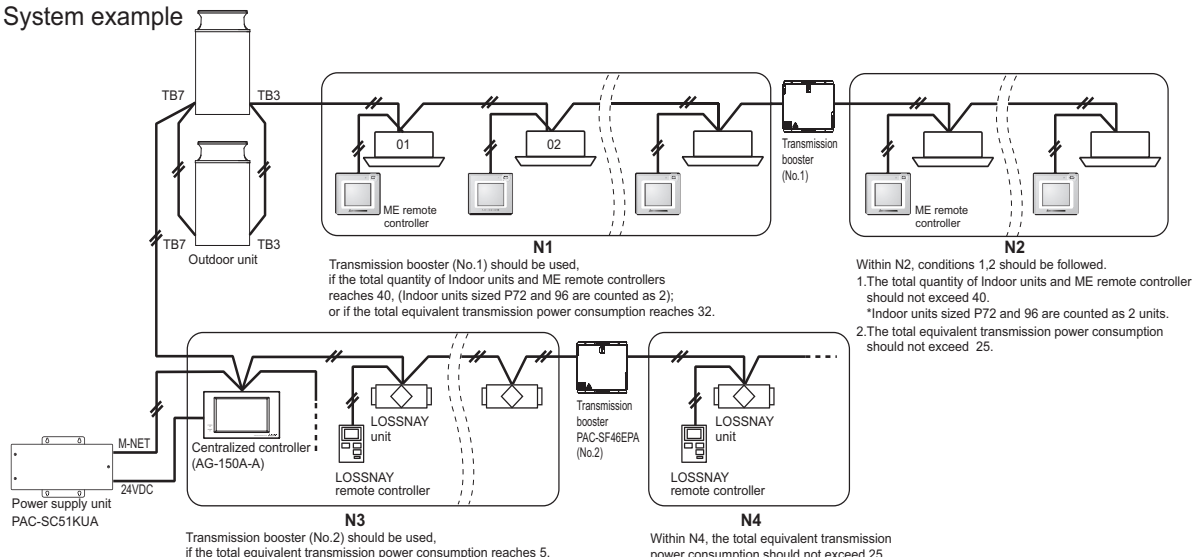 System example
TB7
TB3
TB7
TB3
Outdoor unit
01
02
ME remote
controller
Transmission
booster
(No.1)
ME remote
controller
N1
Transmission booster (No.1) should be used,
if the total quantity of Indoor units and ME remote controllers
reaches 40, (Indoor units sized P72 and 96 are counted as 2);
or if the total equivalent transmission power consumption reaches 32.
N2
Within N2, conditions 1,2 should be followed.
1.The total quantity of Indoor units and ME remote controller
should not exceed 40.
*Indoor units sized P72 and 96 are counted as 2 units.
2.The total equivalent transmission power consumption
should not exceed 25.
M-NET
24VDC
Power supply unit
PAC-SC51KUA
Centralized controller
(AG-150A-A)
LOSSNAY
unit
LOSSNAY
remote controller
Transmission
booster
PAC-SF46EPA
(No.2)
LOSSNAY
unit
LOSSNAY
remote controller
N3
Transmission booster (No.2) should be used,
if the total equivalent transmission power consumption reaches 5.
N4
Within N4, the total equivalent transmission
power consumption should not exceed 25.